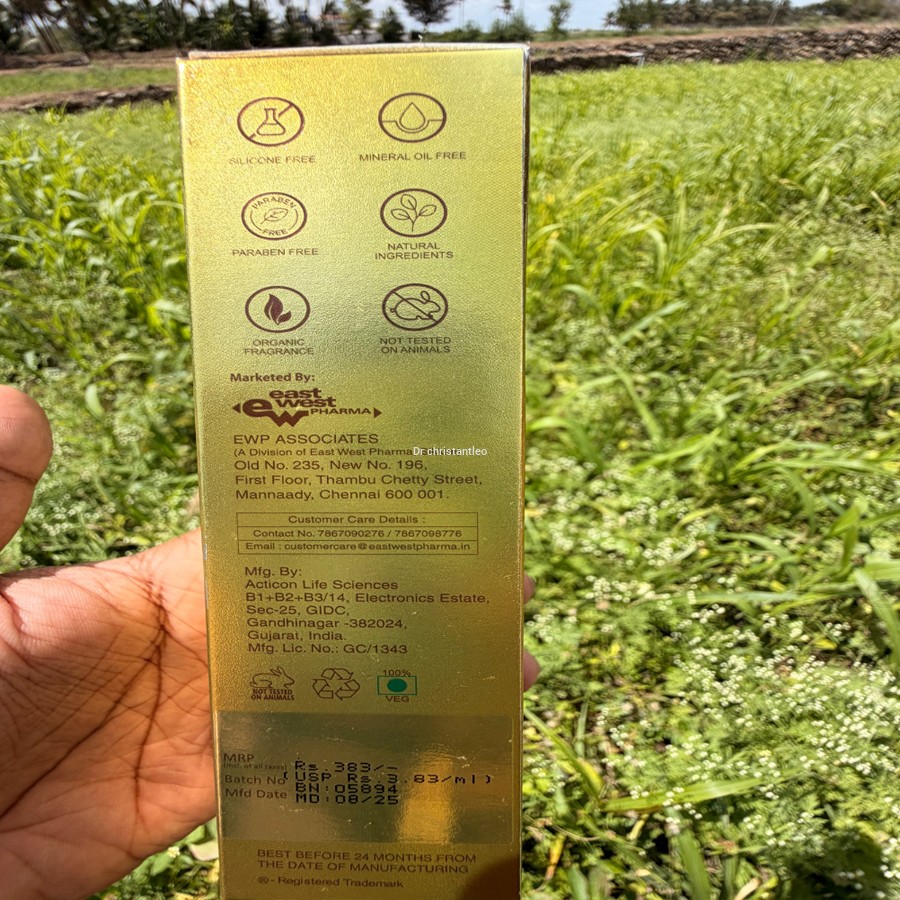 SILICONE FREE
MINERAL OIL FREE
PARABEN
FREE
PARABEN FREE
NATURAL
INGREDIENTS
ORGANIC
FRAGRANCE
NOT TESTED
ON ANIMALS
Marketed By:
east
west
ew PHARMA
EWP ASSOCIATES
(A Division of East West Pharma
Dr christantleo
Old No. 235, New No. 196,
First Floor, Thambu Chetty Street,
Mannaady, Chennai 600 001.
Customer Care Details :
Contact No. 7867090276 / 7867098776
Email : customercare@eastwestpharma.in
Mfg. By:
Acticon Life Sciences
B1+B2+B3/14, Electronics Estate,
Sec-25, GIDC,
Gandhinagar -382024,
Gujarat, India.
Mfg. Lic. No.: GC/1343
NOT TESTED
ON ANIMALS
100%
VEG
MRP Rs.383/-
(Incl. of all taxes) (USP Rs.3.83/ml)
Batch No BN:05894
Mfd Date MD:08/25
BEST BEFORE 24 MONTHS FROM
THE DATE OF MANUFACTURING
®- Registered Trademark